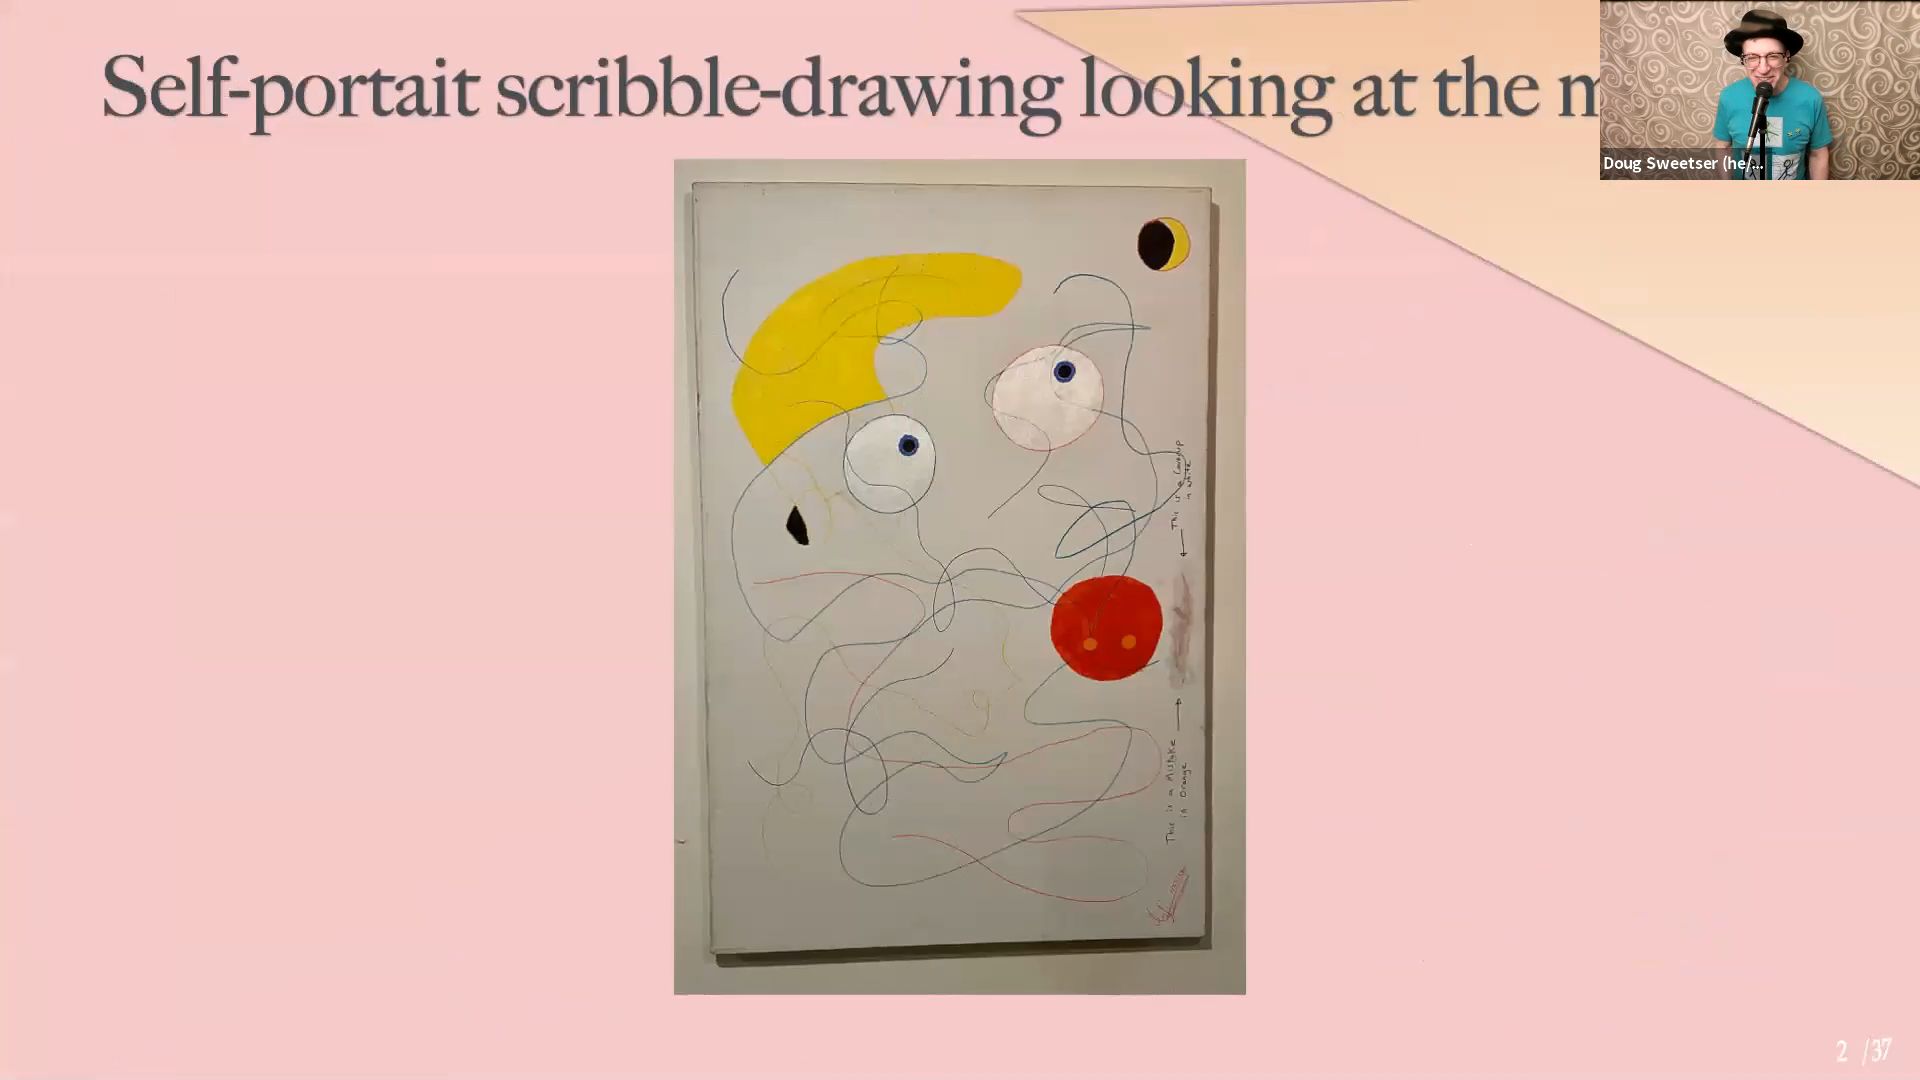 Self-portait scribble-drawing looking at the m
Doug Sweetser (he/...
This is a Coverup
in white
This is a Mistake
in Orange
2 /37